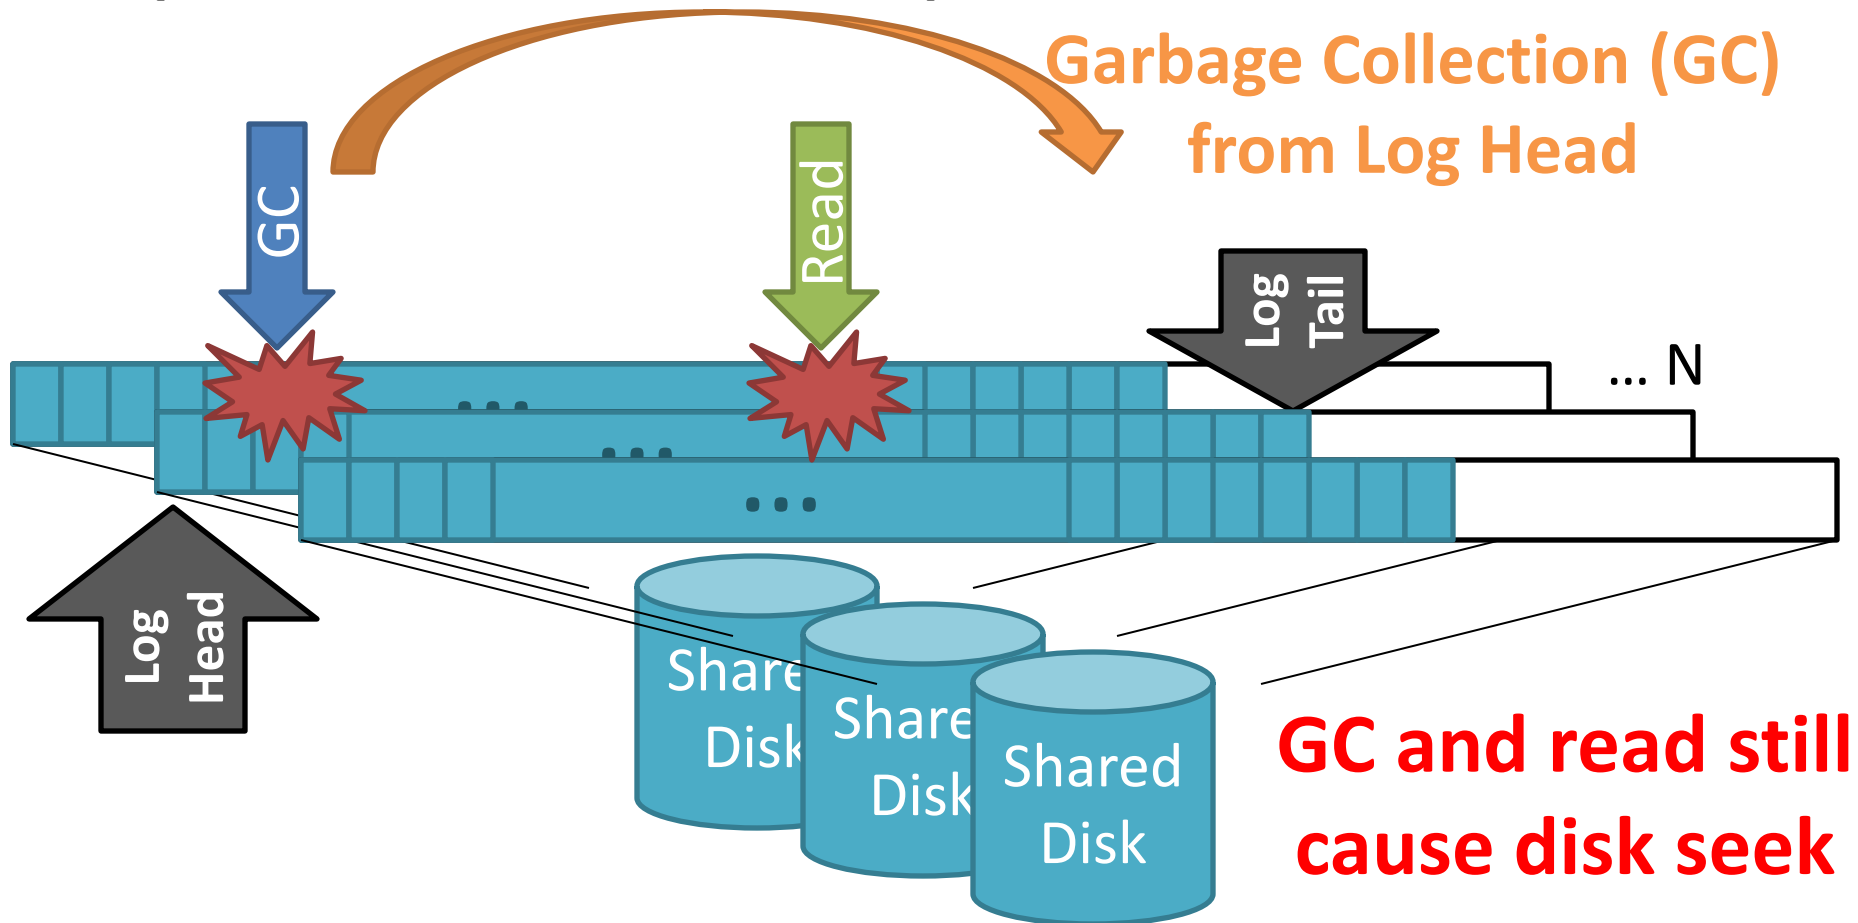 Garbage Collection (GC)
from Log Head
GC
Read
Log
Tail
... N
...
...
...
Log
Head
Share
Disk
Share
Disk
Shared
Disk
GC and read still
cause disk seek